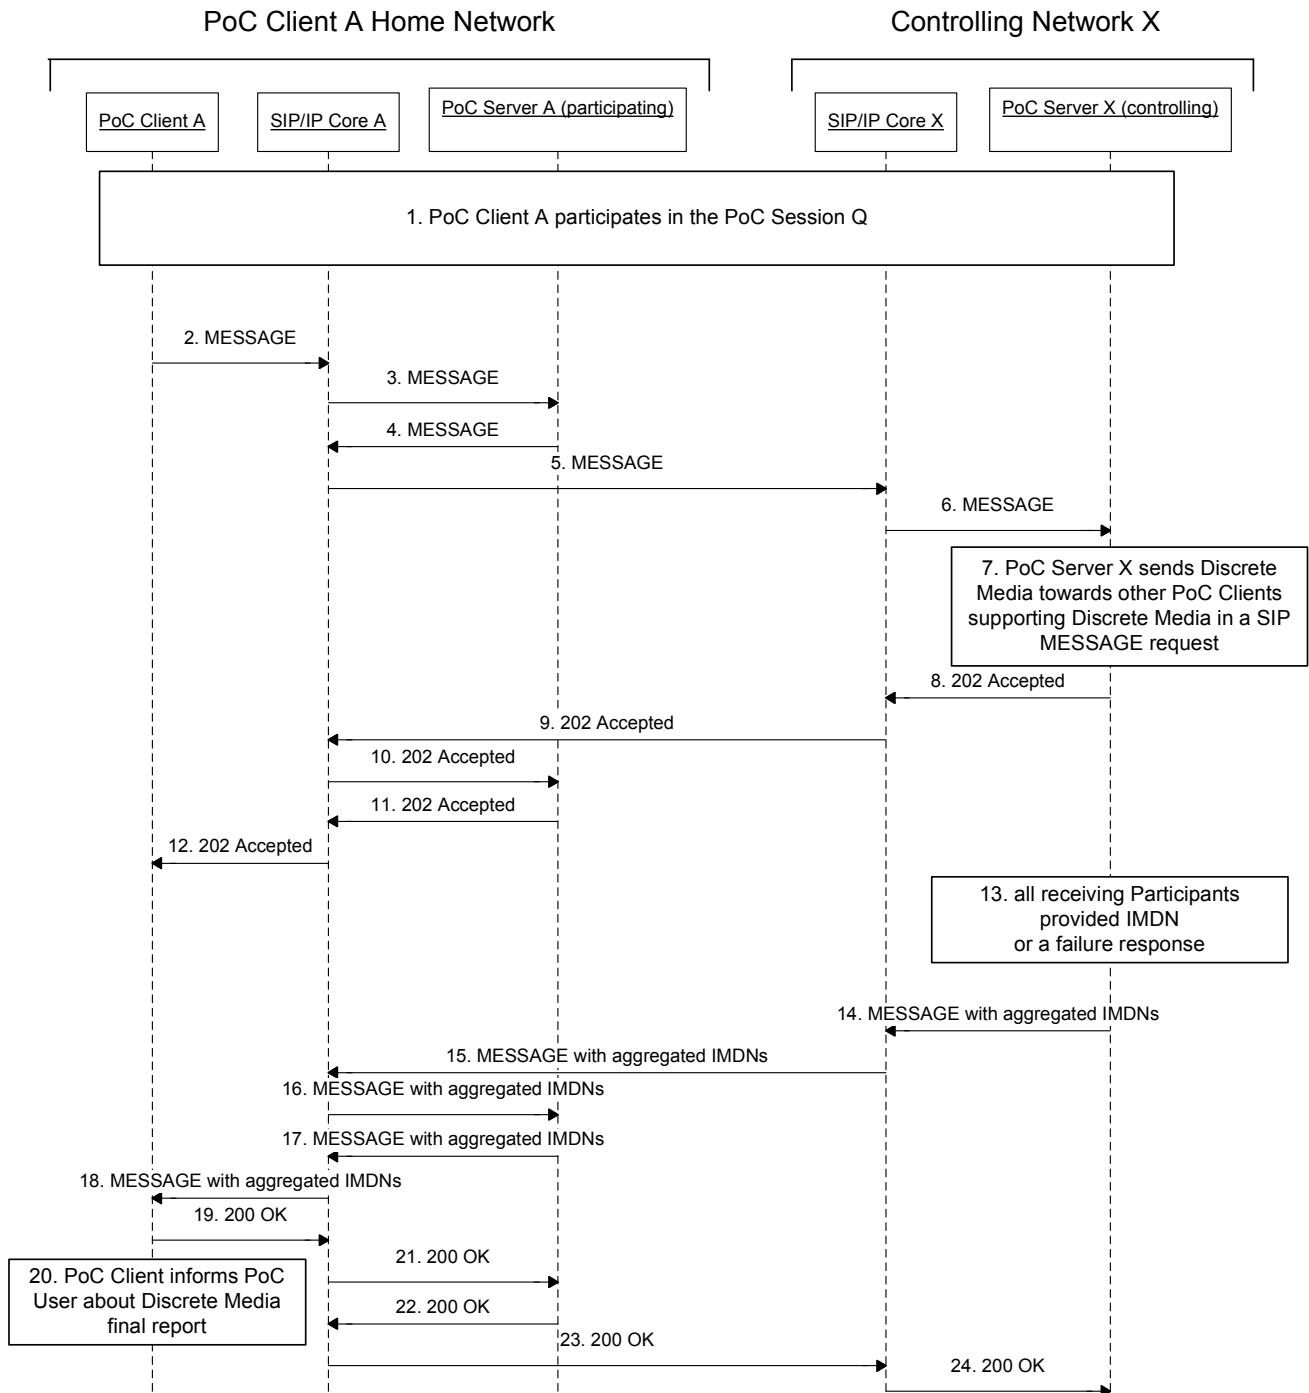 PoC Client A Home Network
Controlling Network X
PoC Client A
SIP/IP Core A
PoC Server A (participating)
SIP/IP Core X
PoC Server X (controlling)
1. PoC Client A participates in the PoC Session Q
2. MESSAGE
3. MESSAGE
4. MESSAGE
5. MESSAGE
6. MESSAGE
7. PoC Server X sends Discrete
Media towards other PoC Clients
supporting Discrete Media in a SIP
MESSAGE request
8. 202 Accepted
9. 202 Accepted
10. 202 Accepted
11. 202 Accepted
12. 202 Accepted
13. all receiving Participants
provided IMDN
or a failure response
14. MESSAGE with aggregated IMDNs
15. MESSAGE with aggregated IMDNs
16. MESSAGE with aggregated IMDNs
17. MESSAGE with aggregated IMDNs
18. MESSAGE with aggregated IMDNs
19. 200 OK
20. PoC Client informs PoC
User about Discrete Media
final report
21. 200 OK
22. 200 OK
23. 200 OK
24. 200 OK